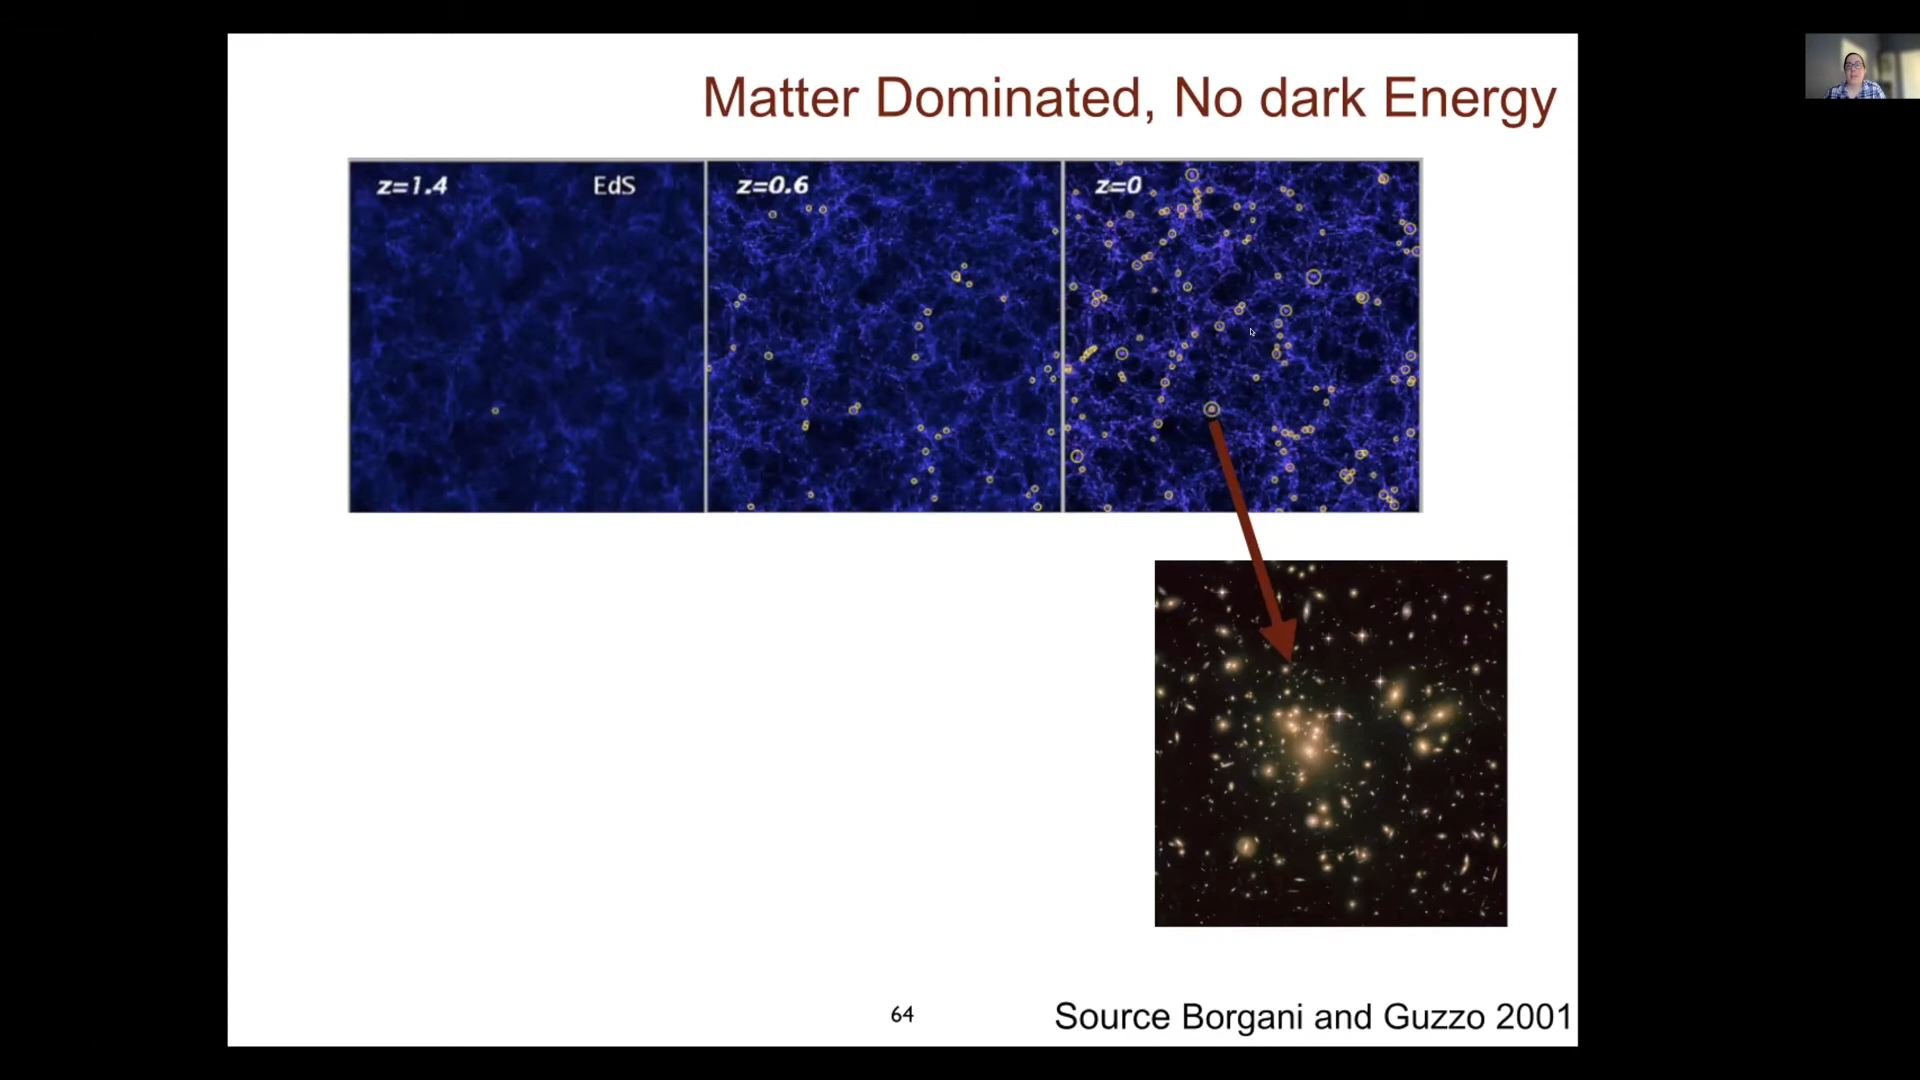 Matter Dominated, No dark Energy
z=1.4 EdS z=0.6 z=0
64 Source Borgani and Guzzo 2001